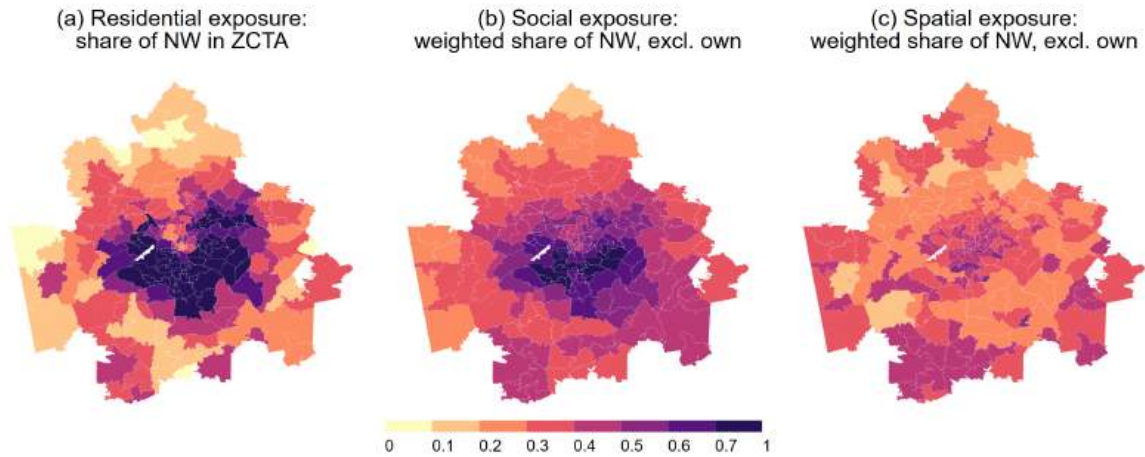 (a) Residential exposure:
share of NW in ZCTA
(b) Social exposure:
weighted share of NW, excl. own
(c) Spatial exposure:
weighted share of NW, excl. own
0 0.1 0.2 0.3 0.4 0.5 0.6 0.7 1